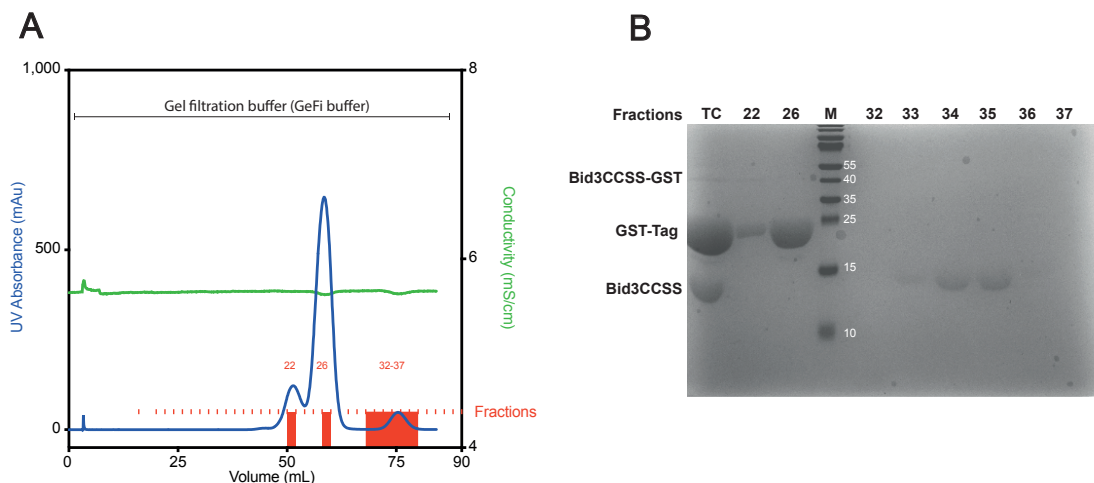 A
1,000
500
0
UV Absorbance (mAu)
Gel filtration buffer (GeFi buffer)
22
26
32-37
Fractions
8
6
4
Conductivity (mS/cm)
0
25
50
75
90
Volume (mL)
B
Fractions TC 22 26 M 32 33 34 35 36 37
Bid3CCSS-GST
GST-Tag
Bid3CCSS
55
40
35
25
15
10